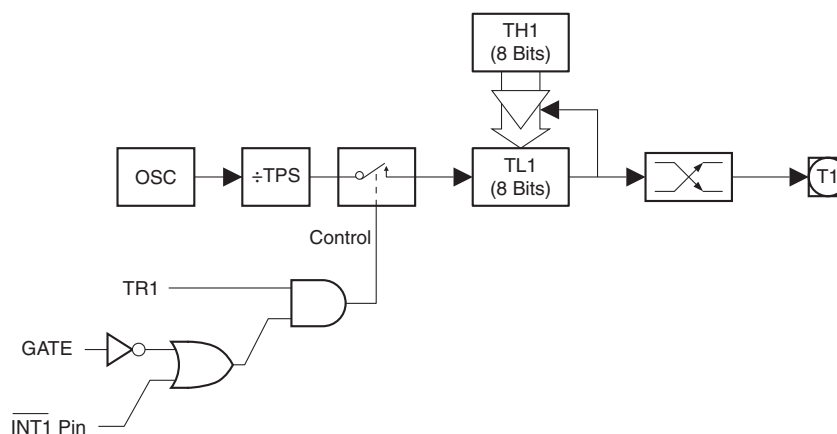 TH1
(8 Bits)
OSC
÷TPS
TL1
(8 Bits)
T1
Control
TR1
GATE
INT1 Pin